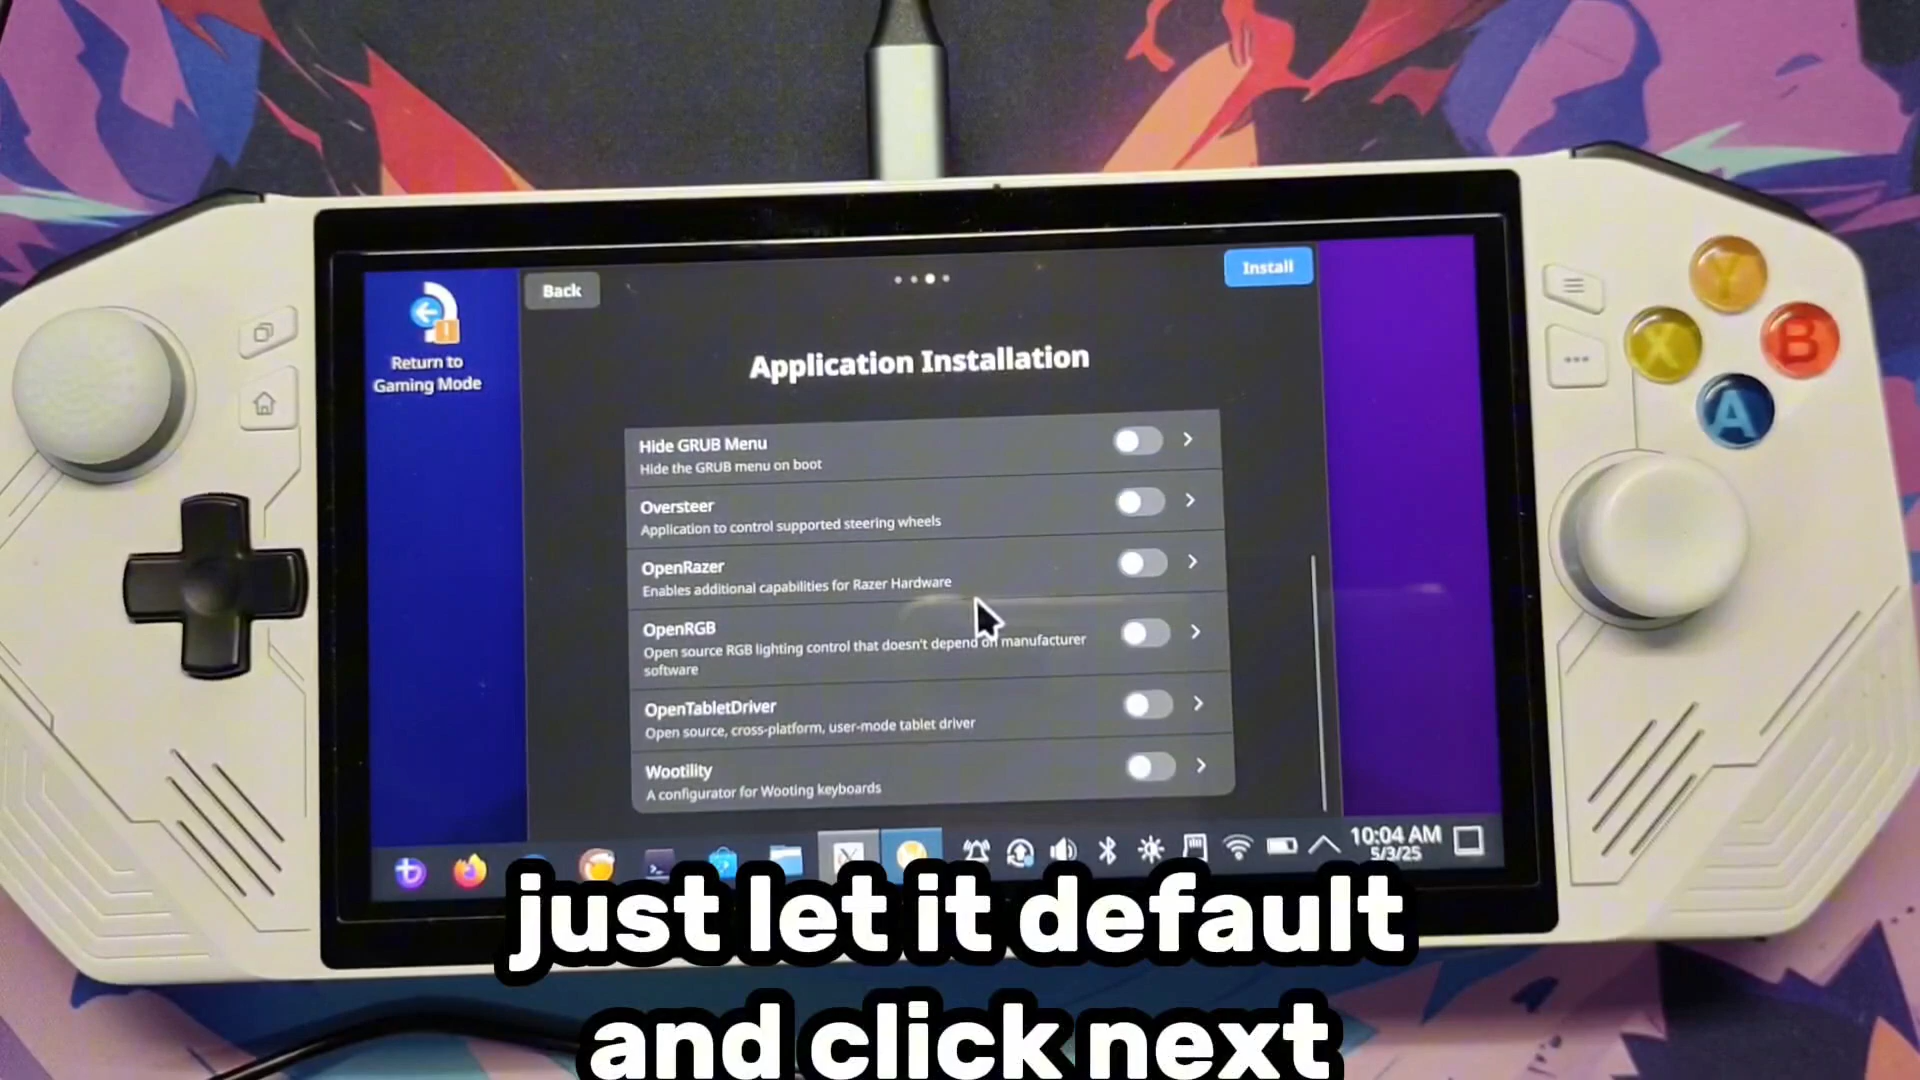 Back
Install
Return to
Gaming Mode
Application Installation
Hide GRUB Menu
Hide the GRUB menu on boot
Oversteer
Application to control supported steering wheels
OpenRazer
Enables additional capabilities for Razer Hardware
OpenRGB
Open source RGB lighting control that doesn't depend on manufacturer
software
OpenTabletDriver
Open source, cross-platform, user-mode tablet driver
Wootility
A configurator for Wooting keyboards
10:04 AM
5/3/25
Y
X
B
A
just let it default
and click next